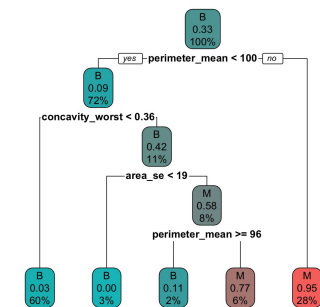 B
0.33
100%
yes perimeter_mean < 100 no
B
0.09
72%
concavity_worst < 0.36
B
0.42
11%
area_se < 19
M
0.58
8%
perimeter_mean >= 96
B
0.03
60%
B
0.00
3%
B
0.11
2%
M
0.77
6%
M
0.95
28%